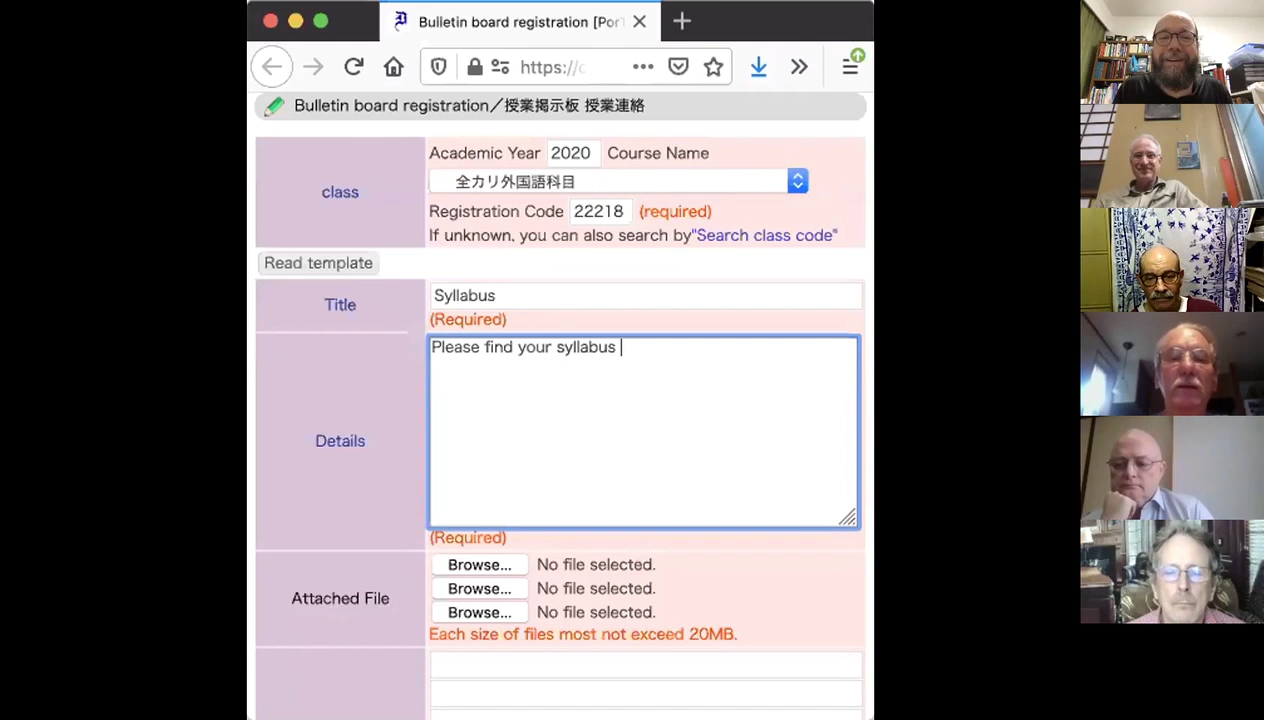 Bulletin board registration [Por
https://c
Bulletin board registration／授業掲示板 授業連絡
class
Academic Year 2020 Course Name
全カリ外国語科目
Registration Code 22218 (required)
If unknown, you can also search by"Search class code"
Read template
Title
Syllabus
(Required)
Details
Please find your syllabus
(Required)
Attached File
Browse... No file selected.
Browse... No file selected.
Browse... No file selected.
Each size of files most not exceed 20MB.